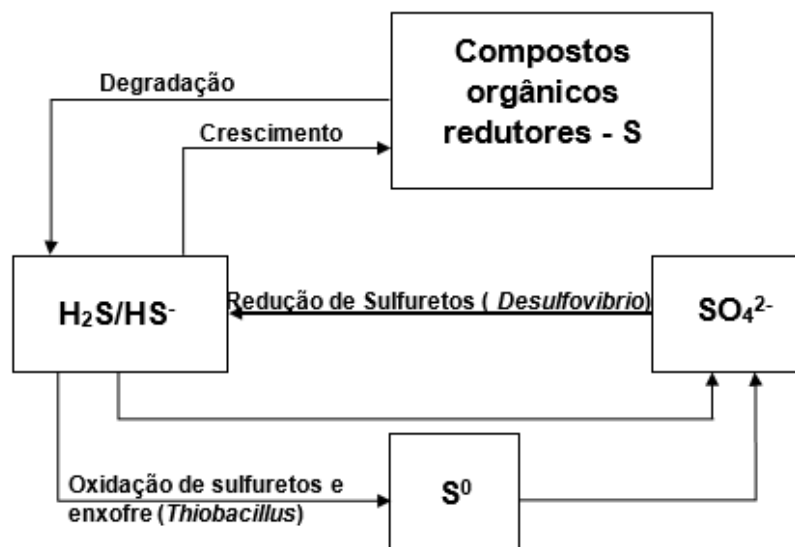 Compostos
orgânicos
redutores - S
Degradação
Crescimento
H₂S/HS⁻
Redução de Sulfuretos ( Desulfovibrio)
SO₄²⁻
Oxidação de sulfuretos e
enxofre (Thiobacillus)
S⁰